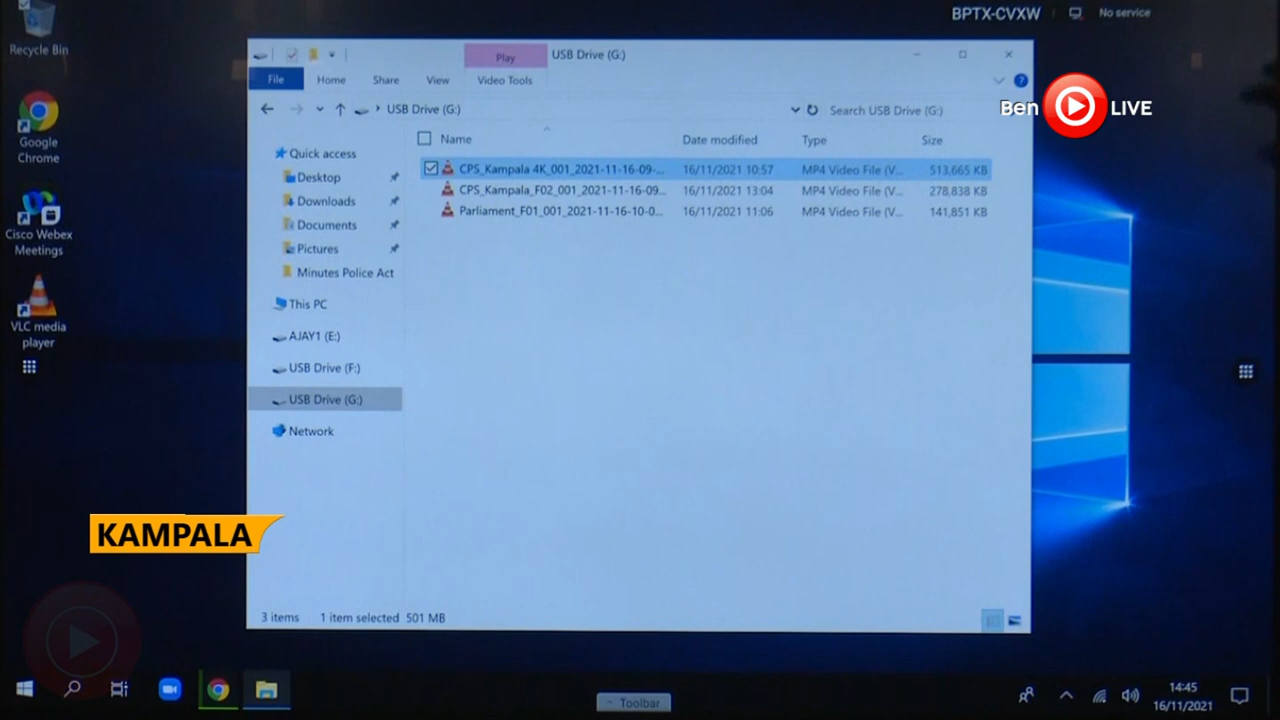 BPTX-CVXW No service
Recycle Bin
Play USB Drive (G:)
File Home Share View Video Tools
Ben LIVE
USB Drive (G:) Search USB Drive (G:)
Google
Chrome
Name Date modified Type Size
Quick access
CPS_Kampala 4K_001_2021-11-16-09-... 16/11/2021 10:57 MP4 Video File (V... 513,665 KB
Desktop
CPS_Kampala_F02_001_2021-11-16-09... 16/11/2021 13:04 MP4 Video File (V... 278,838 KB
Downloads
Parliament_F01_001_2021-11-16-10-0... 16/11/2021 11:06 MP4 Video File (V... 141,851 KB
Documents
Cisco Webex
Meetings
Pictures
Minutes Police Act
This PC
VLC media
player
AJAY1 (E:)
USB Drive (F:)
USB Drive (G:)
Network
KAMPALA
3 items 1 item selected 501 MB
Toolbar
14:45
16/11/2021